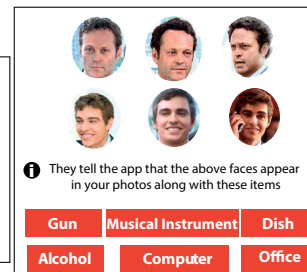 They tell the app that the above faces appear
in your photos along with these items
Gun Musical Instrument Dish
Alcohol Computer Office